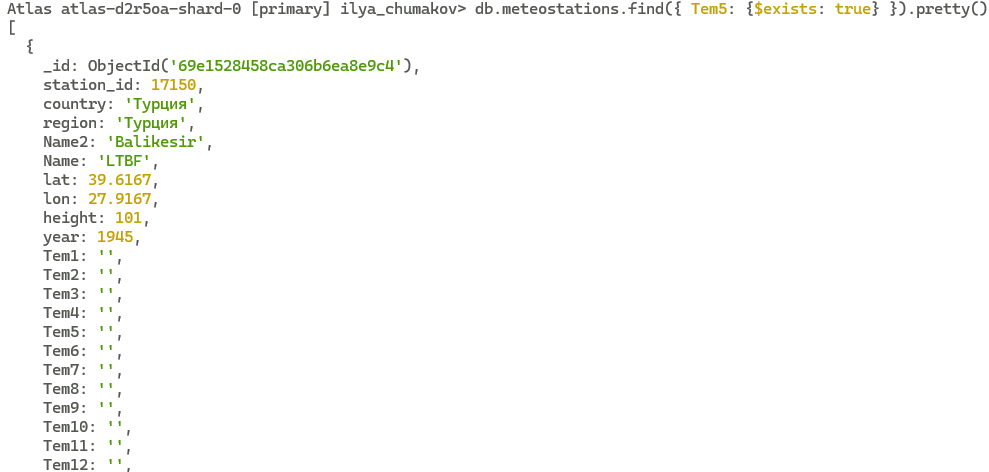 Atlas atlas-d2r5oa-shard-0 [primary] ilya_chumakov> db.meteostations.find({ Tem5: {$exists: true} }).pretty()
[
  {
    _id: ObjectId('69e1528458ca306b6ea8e9c4'),
    station_id: 17150,
    country: 'Турция',
    region: 'Турция',
    Name2: 'Balikesir',
    Name: 'LTBF',
    lat: 39.6167,
    lon: 27.9167,
    height: 101,
    year: 1945,
    Tem1: '',
    Tem2: '',
    Tem3: '',
    Tem4: '',
    Tem5: '',
    Tem6: '',
    Tem7: '',
    Tem8: '',
    Tem9: '',
    Tem10: '',
    Tem11: '',
    Tem12: '',